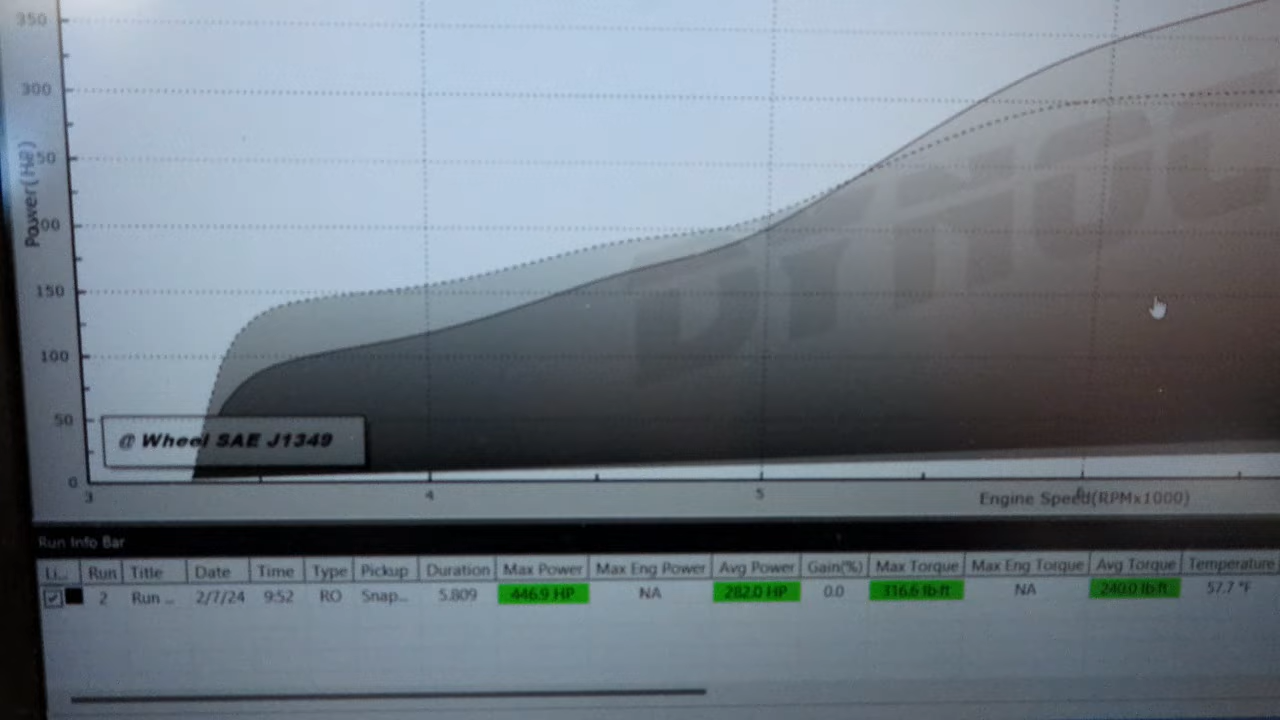 350
300
Power(HP)
50
00
150
100
50
@ Wheel SAE J1349
0
3
4
5
6
Engine Speed(RPMx1000)
Run Info Bar
Li... Run Title Date Time Type Pickup Duration Max Power Max Eng Power Avg Power Gain(%) Max Torque Max Eng Torque Avg Torque Temperature
2 Run ... 2/7/24 9:52 RO Snap... 5.809 446.9 HP NA 282.0 HP 0.0 316.6 lb-ft NA 240.0 lb-ft 57.7 °F